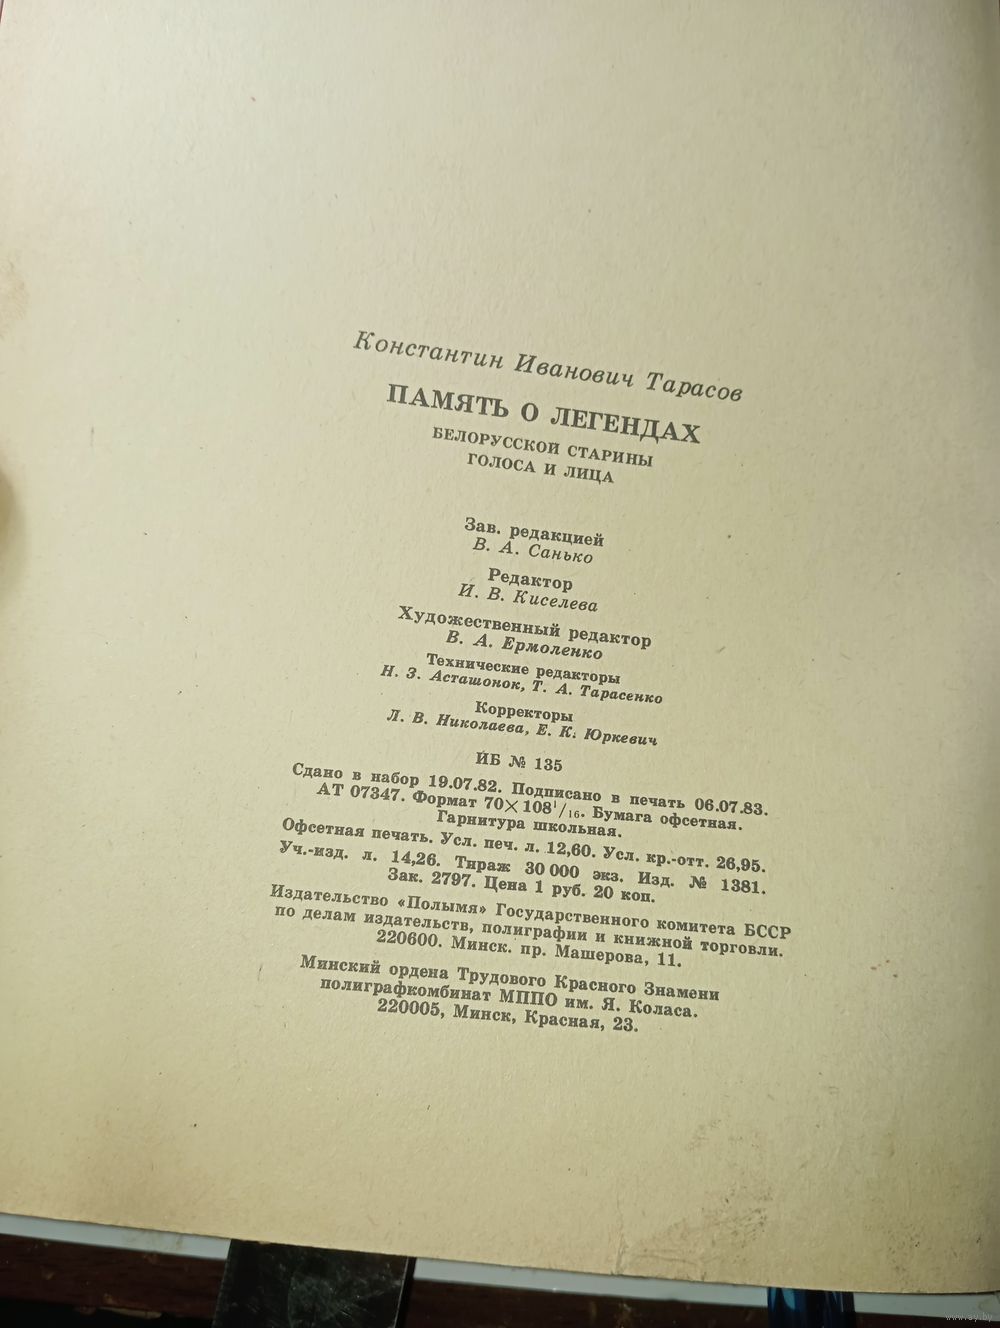 Константин Иванович Тарасов
ПАМЯТЬ О ЛЕГЕНДАХ
БЕЛОРУССКОЙ СТАРИНЫ
ГОЛОСА И ЛИЦА
Зав. редакцией
В. А. Санько
Редактор
И. В. Киселева
Художественный редактор
В. А. Ермоленко
Технические редакторы
Н. З. Асташонок, Т. А. Тарасенко
Корректоры
Л. В. Николаева, Е. К. Юркевич
ИБ № 135
Сдано в набор 19.07.82. Подписано в печать 06.07.83.
АТ 07347. Формат 70×108¹/₁₆. Бумага офсетная.
Гарнитура школьная.
Офсетная печать. Усл. печ. л. 12,60. Усл. кр.-отт. 26,95.
Уч.-изд. л. 14,26. Тираж 30 000 экз. Изд. № 1381.
Зак. 2797. Цена 1 руб. 20 коп.
Издательство «Полымя» Государственного комитета БССР
по делам издательств, полиграфии и книжной торговли.
220600. Минск. пр. Машерова, 11.
Минский ордена Трудового Красного Знамени
полиграфкомбинат МППО им. Я. Коласа.
220005, Минск, Красная, 23.
www.ay.by